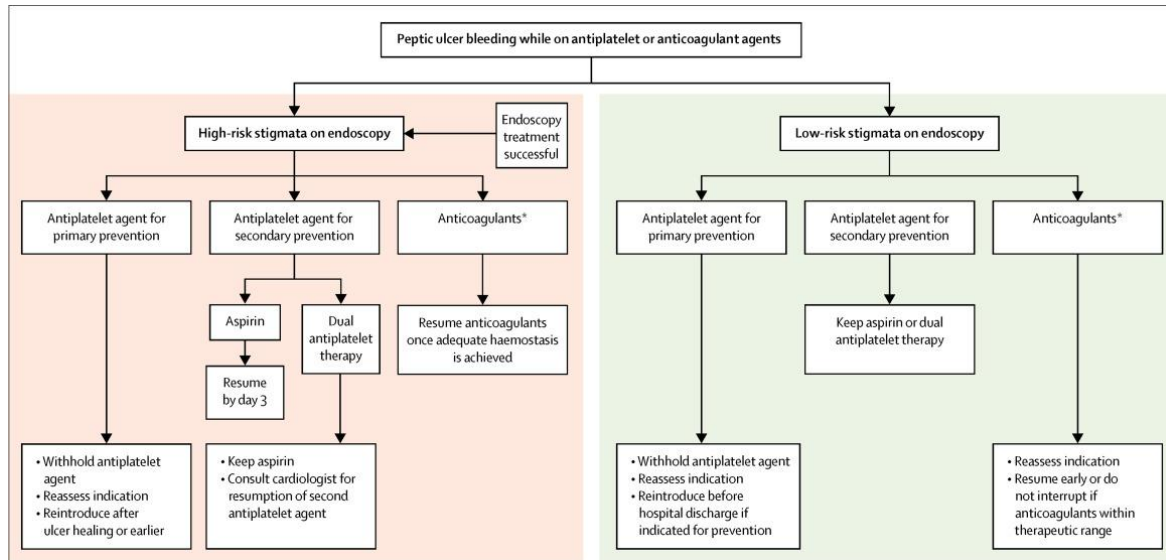 Peptic ulcer bleeding while on antiplatelet or anticoagulant agents
High-risk stigmata on endoscopy
Endoscopy
treatment
successful
Antiplatelet agent for
primary prevention
Antiplatelet agent for
secondary prevention
Anticoagulants*
Aspirin
Dual
antiplatelet
therapy
Resume anticoagulants
once adequate haemostasis
is achieved
Resume
by day 3
• Withhold antiplatelet
agent
• Reassess indication
• Reintroduce after
ulcer healing or earlier
• Keep aspirin
• Consult cardiologist for
resumption of second
antiplatelet agent
Low-risk stigmata on endoscopy
Antiplatelet agent for
primary prevention
Antiplatelet agent for
secondary prevention
Anticoagulants*
Keep aspirin or dual
antiplatelet therapy
• Withhold antiplatelet agent
• Reassess indication
• Reintroduce before
hospital discharge if
indicated for prevention
• Reassess indication
• Resume early or do
not interrupt if
anticoagulants within
therapeutic range